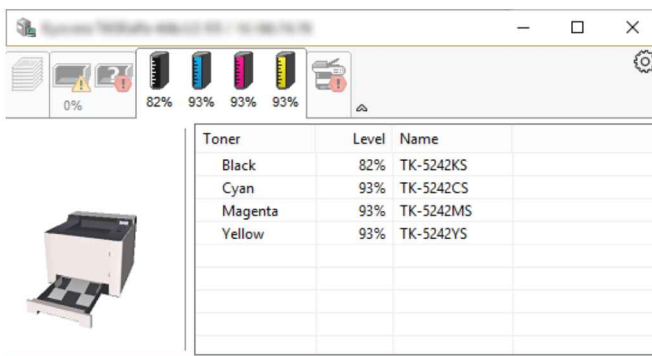 0%
82%
93%
93%
93%
Toner Level Name
Black 82% TK-5242KS
Cyan 93% TK-5242CS
Magenta 93% TK-5242MS
Yellow 93% TK-5242YS